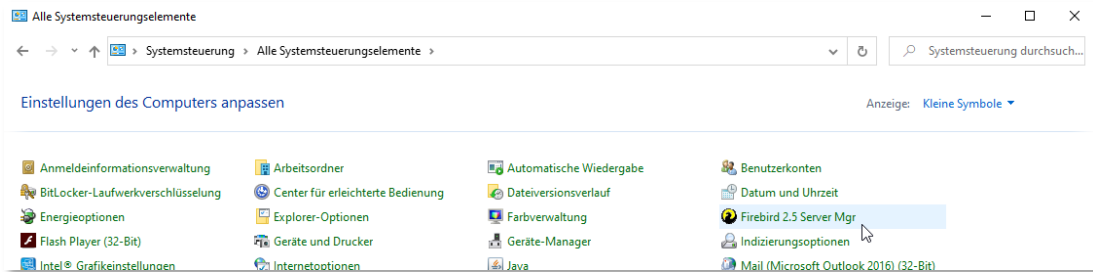 Alle Systemsteuerungselemente
Systemsteuerung > Alle Systemsteuerungselemente >
Systemsteuerung durchsuch...
Einstellungen des Computers anpassen
Anzeige: Kleine Symbole
Anmeldeinformationsverwaltung Arbeitsordner Automatische Wiedergabe Benutzerkonten
BitLocker-Laufwerkverschlüsselung Center für erleichterte Bedienung Dateiversionsverlauf Datum und Uhrzeit
Energieoptionen Explorer-Optionen Farbverwaltung Firebird 2.5 Server Mgr
Flash Player (32-Bit) Geräte und Drucker Geräte-Manager Indizierungsoptionen
Intel® Grafikeinstellungen Internetoptionen Java Mail (Microsoft Outlook 2016) (32-Bit)